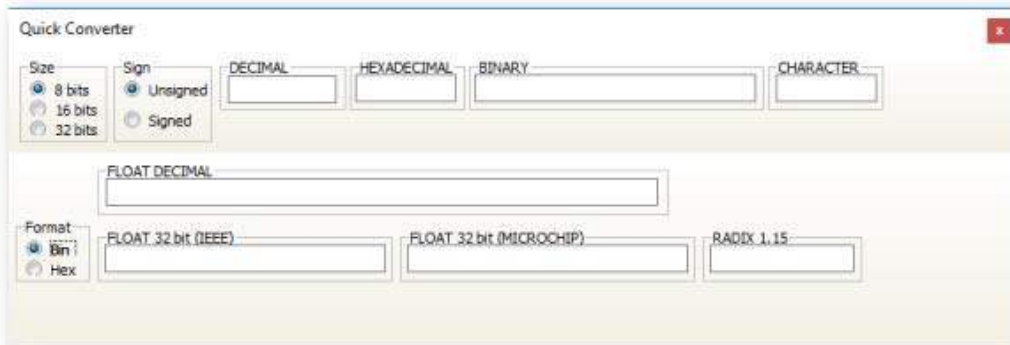 Quick Converter
x
Size
8 bits
16 bits
32 bits
Sign
Unsigned
Signed
DECIMAL
HEXADECIMAL
BINARY
CHARACTER
FLOAT DECIMAL
Format
Bin
Hex
FLOAT 32 bit (IEEE)
FLOAT 32 bit (MICROCHIP)
RADIX 1.15